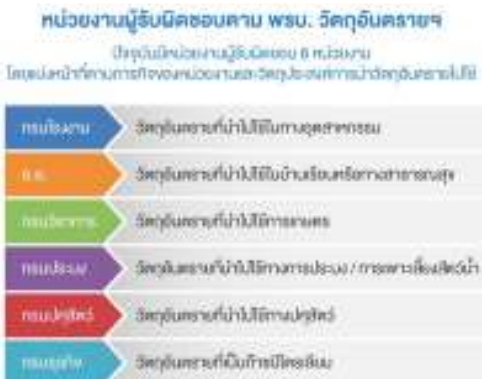 หน่วยงานผู้รับผิดชอบตาม พรบ. วัตถุอันตรายฯ
ปัจจุบันมีหน่วยงานผู้รับผิดชอบ 6 หน่วยงาน
โดยแบ่งหน้าที่ตามภารกิจของหน่วยงานและวัตถุประสงค์การนำวัตถุอันตรายไปใช้
กรมโรงงาน วัตถุอันตรายที่นำไปใช้ในทางอุตสาหกรรม
อ.ย. วัตถุอันตรายที่นำไปใช้ในบ้านเรือนหรือทางสาธารณสุข
กรมวิชาการ วัตถุอันตรายที่นำไปใช้การเกษตร
กรมประมง วัตถุอันตรายที่นำไปใช้ทางการประมง / การเพาะเลี้ยงสัตว์น้ำ
กรมปศุสัตว์ วัตถุอันตรายที่นำไปใช้ทางปศุสัตว์
กรมธุรกิจ วัตถุอันตรายที่เป็นก๊าซปิโตรเลียม